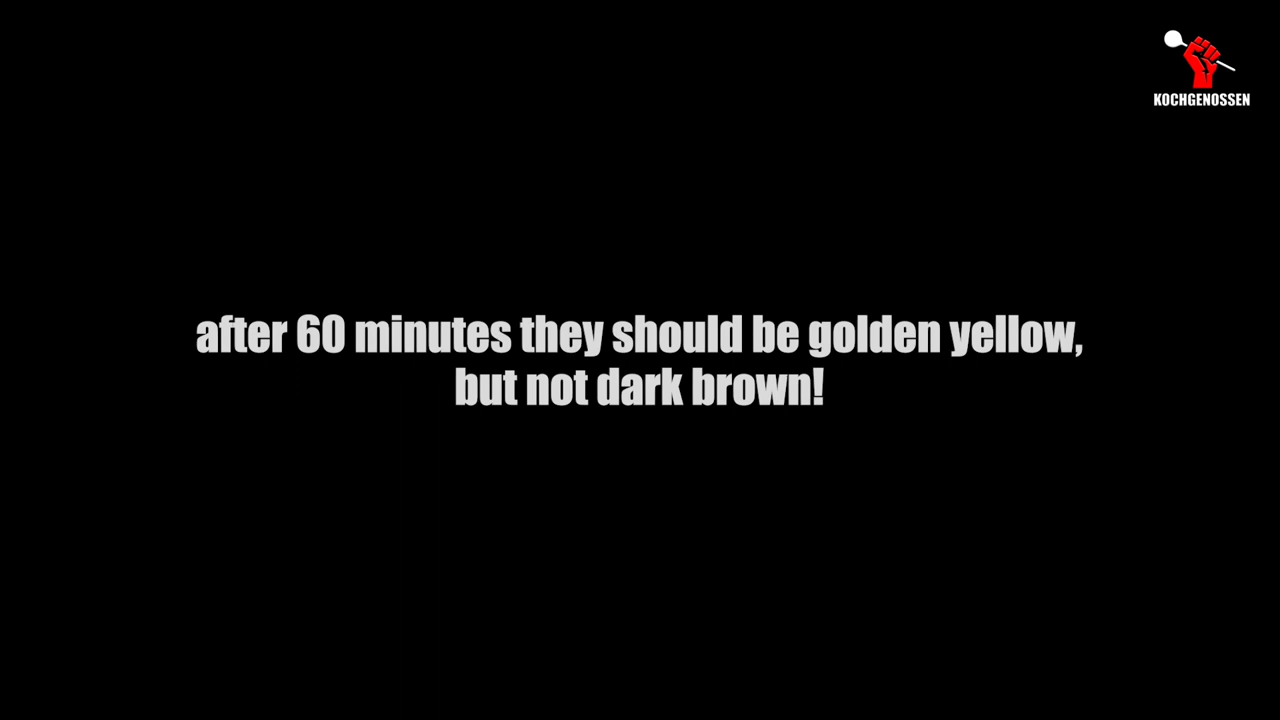 KOCHGENOSSEN
after 60 minutes they should be golden yellow,
but not dark brown!